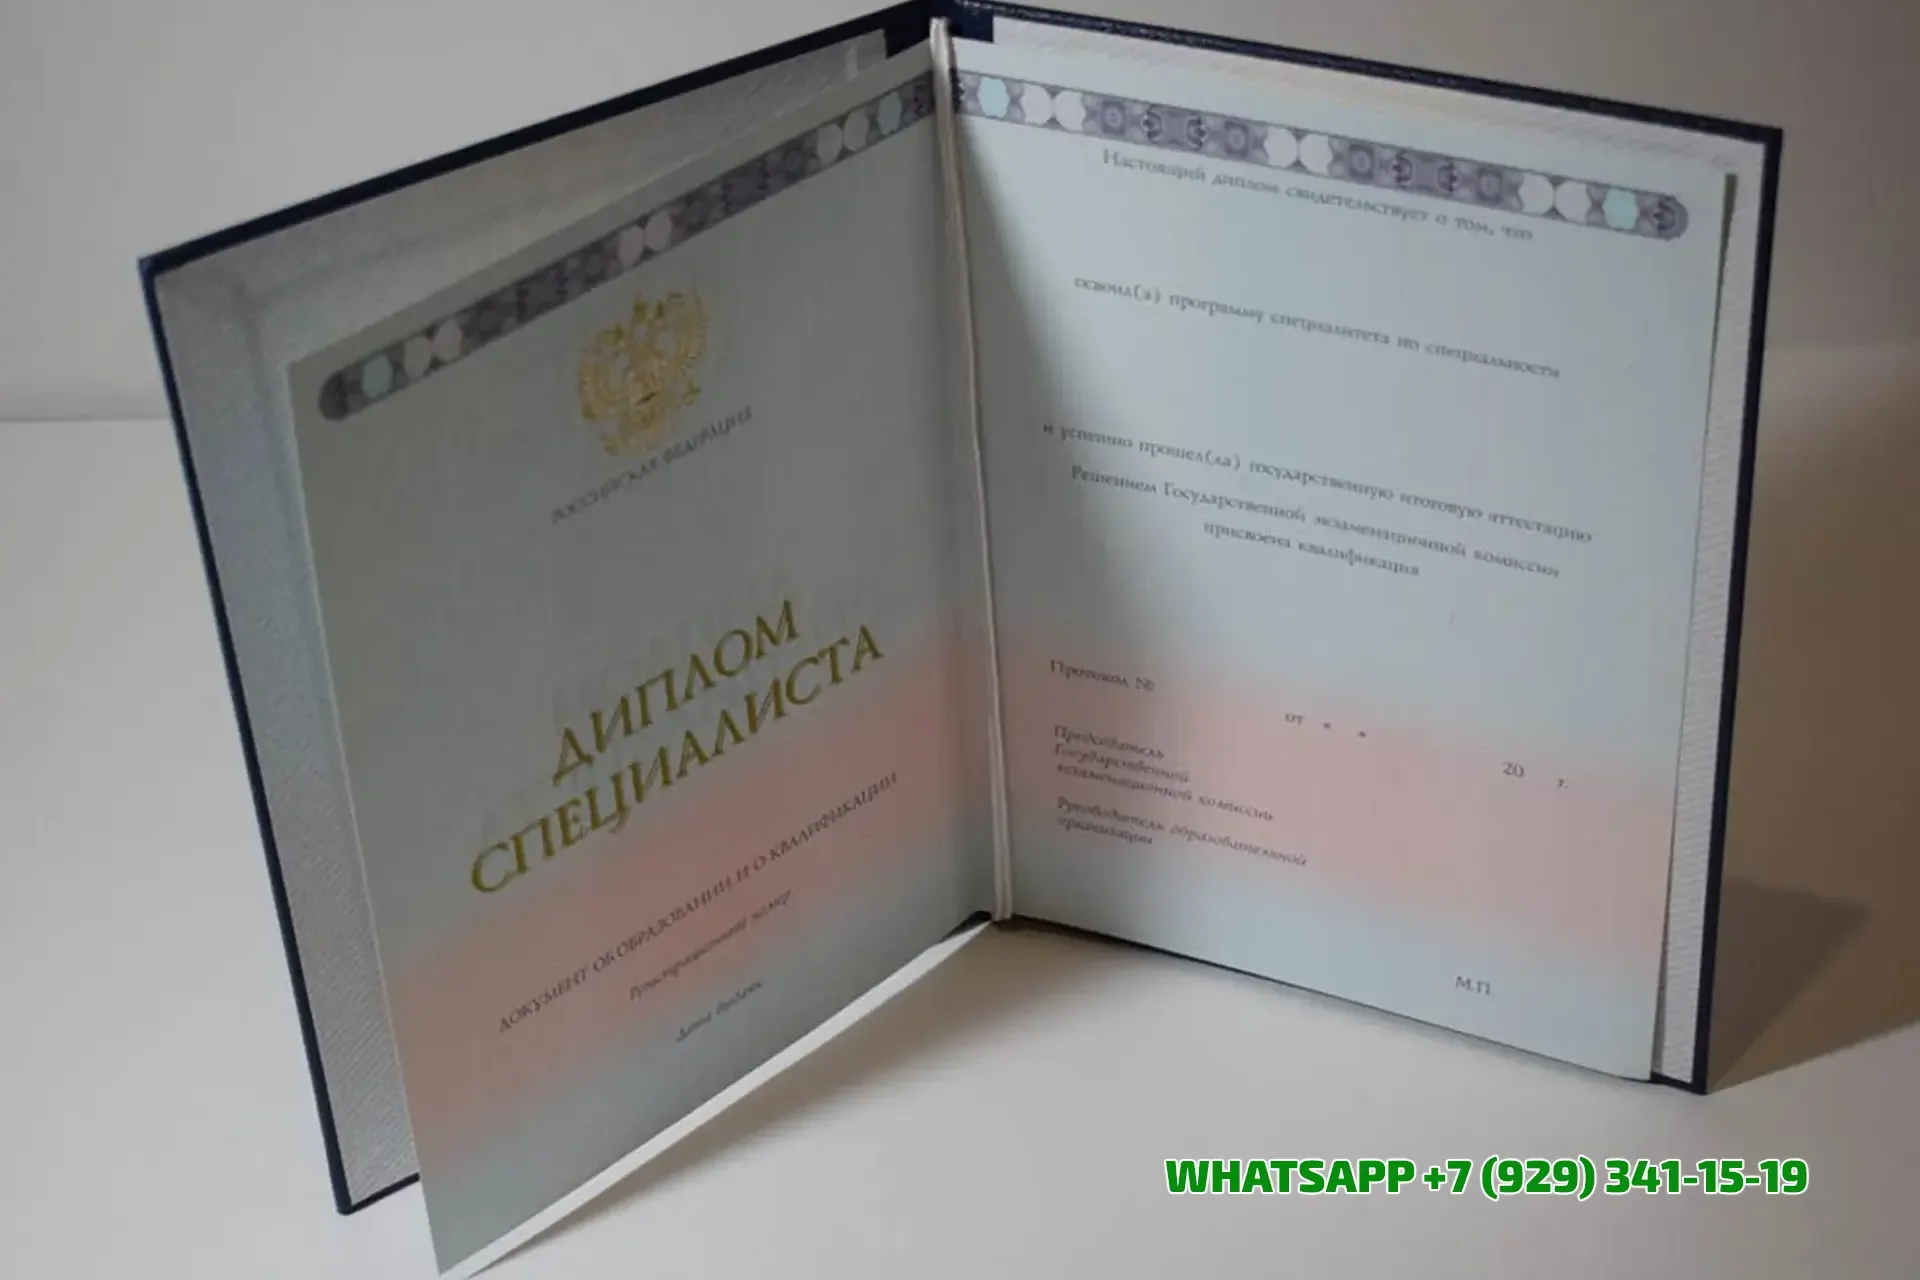 РОССИЙСКАЯ ФЕДЕРАЦИЯ
ДИПЛОМ
СПЕЦИАЛИСТА
ДОКУМЕНТ ОБ ОБРАЗОВАНИИ И О КВАЛИФИКАЦИИ
Регистрационный номер
Дата выдачи
Настоящий диплом свидетельствует о том, что
освоил(а) программу специалитета по специальности
и успешно прошел(ла) государственную итоговую аттестацию
Решением Государственной экзаменационной комиссии
присвоена квалификация
Протокол №
от « »
20 г.
Председатель
Государственной
экзаменационной комиссии
Руководитель образовательной
организации
М.П.
WHATSAPP +7 (929) 341-15-19